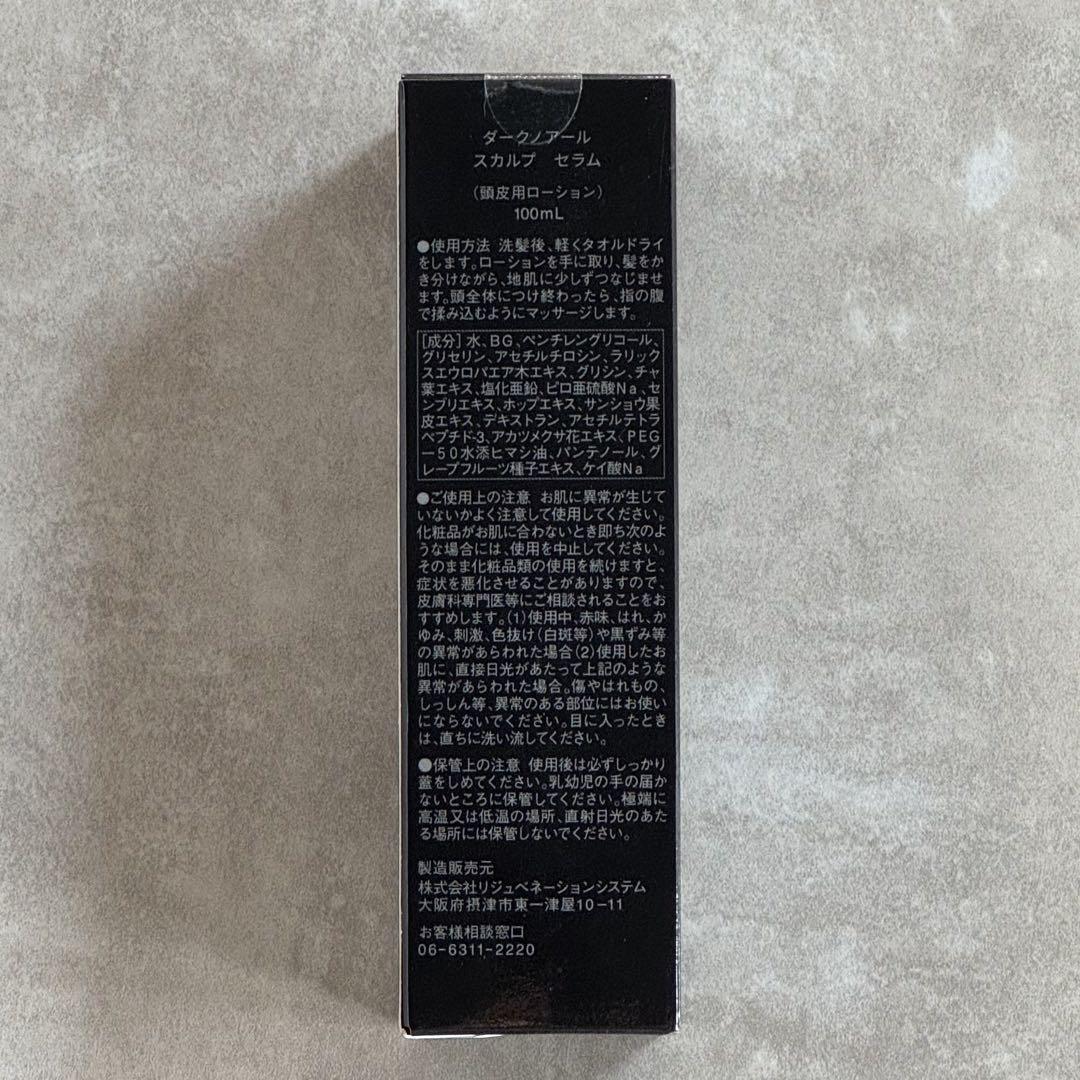 ダークノアール
スカルプ　セラム
（頭皮用ローション）
100mL
●使用方法 洗髪後、軽くタオルドライ
をします。ローションを手に取り、髪をか
き分けながら、地肌に少しずつなじませ
ます。頭全体につけ終わったら、指の腹
で揉み込むようにマッサージします。
[成分] 水、BG、ペンチレングリコール、
グリセリン、アセチルチロシン、ラリック
スエウロパエア木エキス、グリシン、チャ
葉エキス、塩化亜鉛、ピロ亜硫酸Na、セ
ンブリエキス、ホップエキス、サンショウ果
皮エキス、デキストラン、アセチルテトラ
ペプチド-3、アカツメクサ花エキス、PEG
－50水添ヒマシ油、パンテノール、グ
レープフルーツ種子エキス、ケイ酸Na
●ご使用上の注意 お肌に異常が生じて
いないかよく注意して使用してください。
化粧品がお肌に合わないとき即ち次のよ
うな場合には、使用を中止してください。
そのまま化粧品類の使用を続けますと、
症状を悪化させることがありますので、
皮膚科専門医等にご相談されることをお
すすめします。（1）使用中、赤味、はれ、か
ゆみ、刺激、色抜け（白斑等）や黒ずみ等
の異常があらわれた場合（2）使用したお
肌に、直接日光があたって上記のような
異常があらわれた場合。傷やはれもの、
しっしん等、異常のある部位にはお使い
にならないでください。目に入ったとき
は、直ちに洗い流してください。
●保管上の注意 使用後は必ずしっかり
蓋をしめてください。乳幼児の手の届か
ないところに保管してください。極端に
高温又は低温の場所、直射日光のあた
る場所には保管しないでください。
製造販売元
株式会社リジュベネーションシステム
大阪府摂津市東一津屋10-11
お客様相談窓口
06-6311-2220